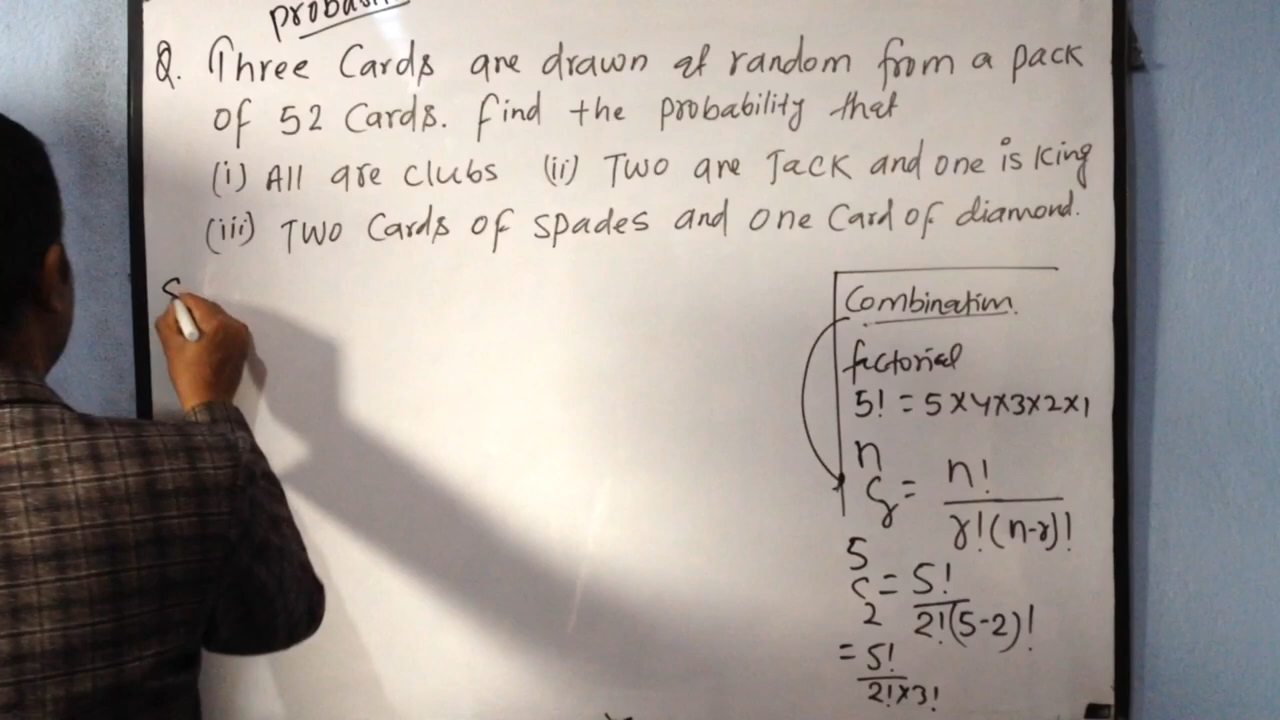 Q. Three Cards are drawn at random from a pack
of 52 Cards. find the probability that
(i) All are clubs (ii) Two are Jack and one is king
(iii) Two Cards of spades and one Card of diamond.
Combination
factorial
5! = 5×4×3×2×1
n
C = n!
r r!(n-r)!
5
C = 5!
2 2!(5-2)!
= 5!
2!×3!